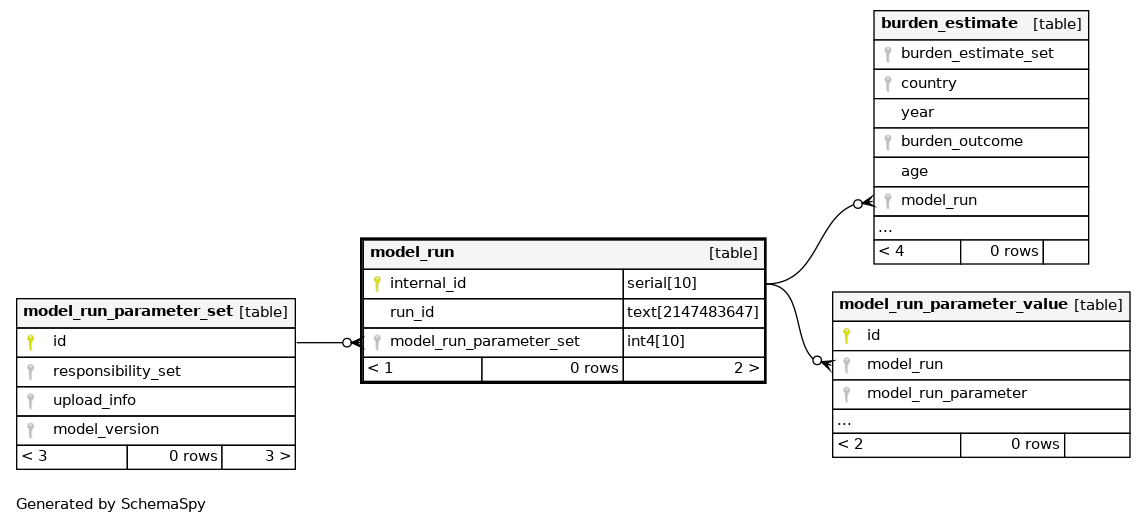 burden_estimate [table]
burden_estimate_set
country
year
burden_outcome
age
model_run
...
< 4 0 rows
model_run [table]
internal_id serial[10]
run_id text[2147483647]
model_run_parameter_set int4[10]
< 1 0 rows 2 >
model_run_parameter_set [table]
id
responsibility_set
upload_info
model_version
< 3 0 rows 3 >
model_run_parameter_value [table]
id
model_run
model_run_parameter
...
< 2 0 rows
Generated by SchemaSpy